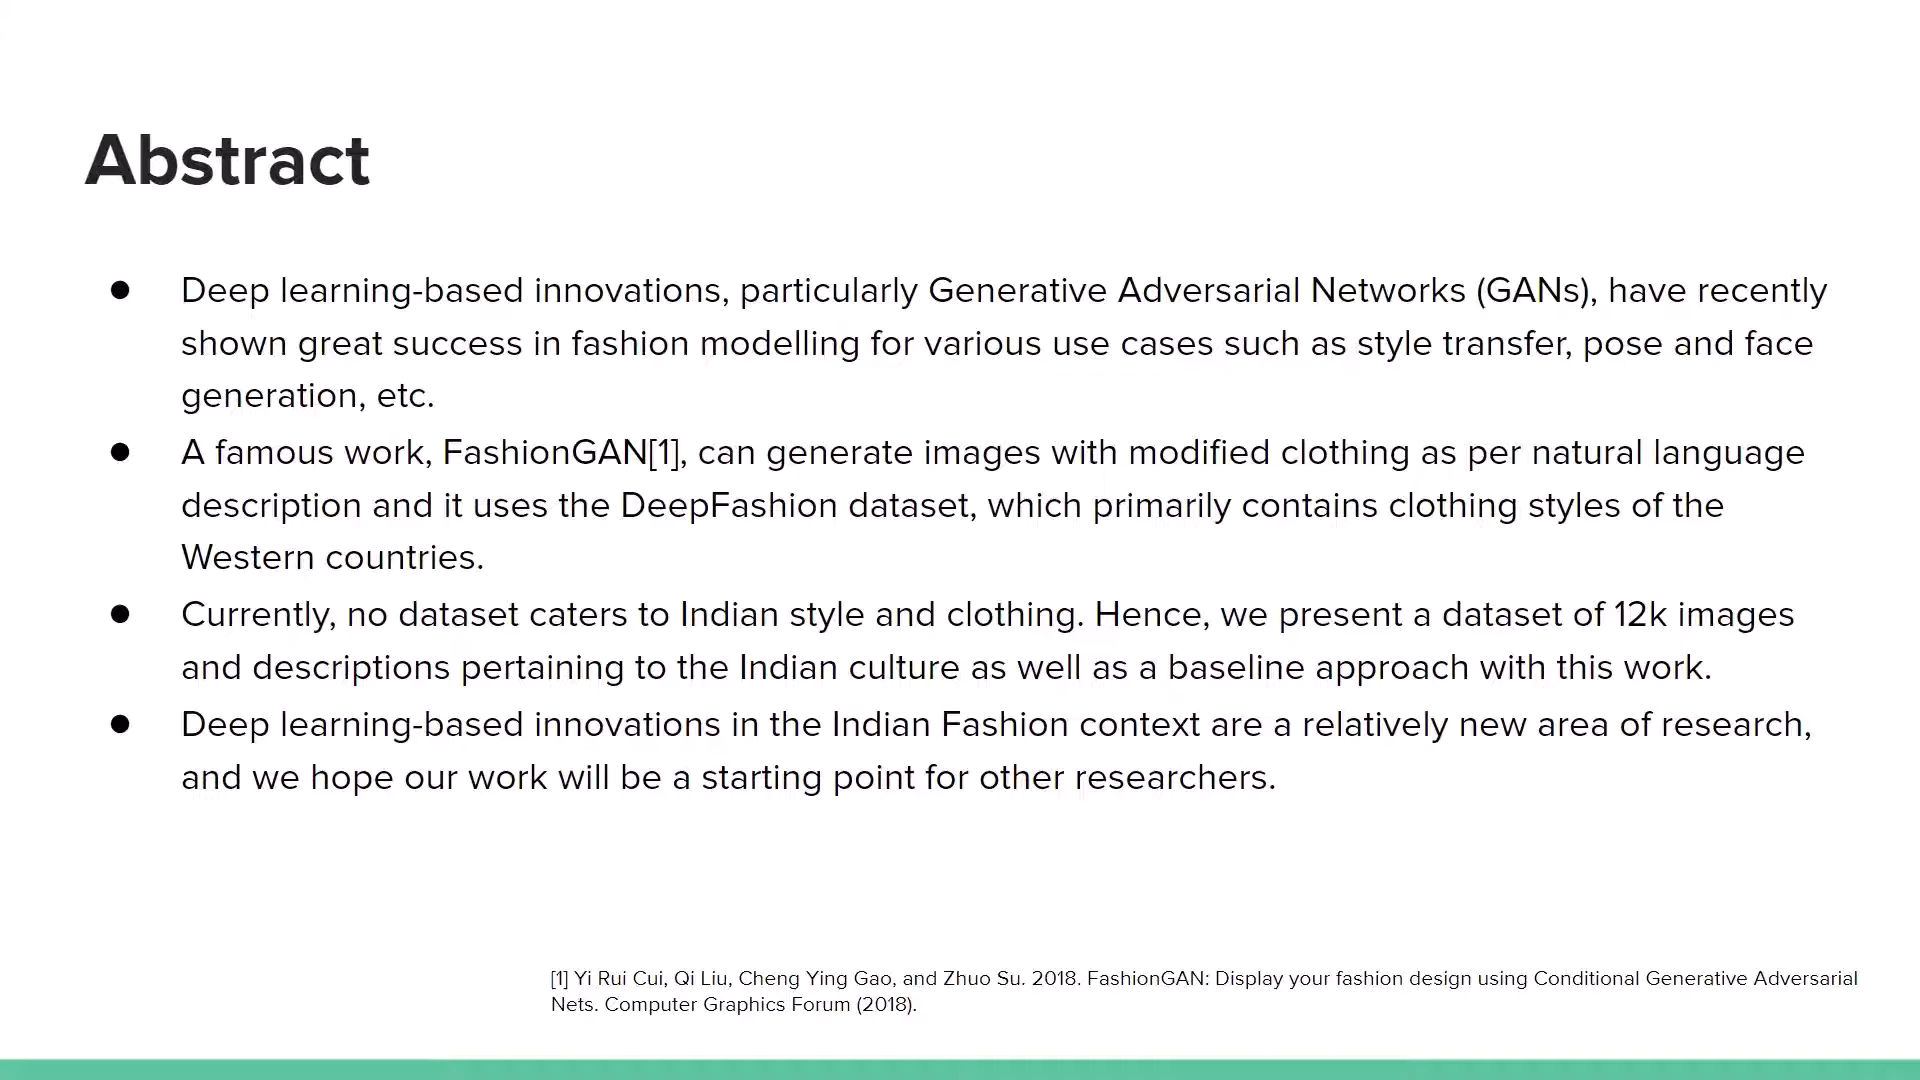 Abstract
● Deep learning-based innovations, particularly Generative Adversarial Networks (GANs), have recently
shown great success in fashion modelling for various use cases such as style transfer, pose and face
generation, etc.
● A famous work, FashionGAN[1], can generate images with modified clothing as per natural language
description and it uses the DeepFashion dataset, which primarily contains clothing styles of the
Western countries.
● Currently, no dataset caters to Indian style and clothing. Hence, we present a dataset of 12k images
and descriptions pertaining to the Indian culture as well as a baseline approach with this work.
● Deep learning-based innovations in the Indian Fashion context are a relatively new area of research,
and we hope our work will be a starting point for other researchers.
[1] Yi Rui Cui, Qi Liu, Cheng Ying Gao, and Zhuo Su. 2018. FashionGAN: Display your fashion design using Conditional Generative Adversarial
Nets. Computer Graphics Forum (2018).